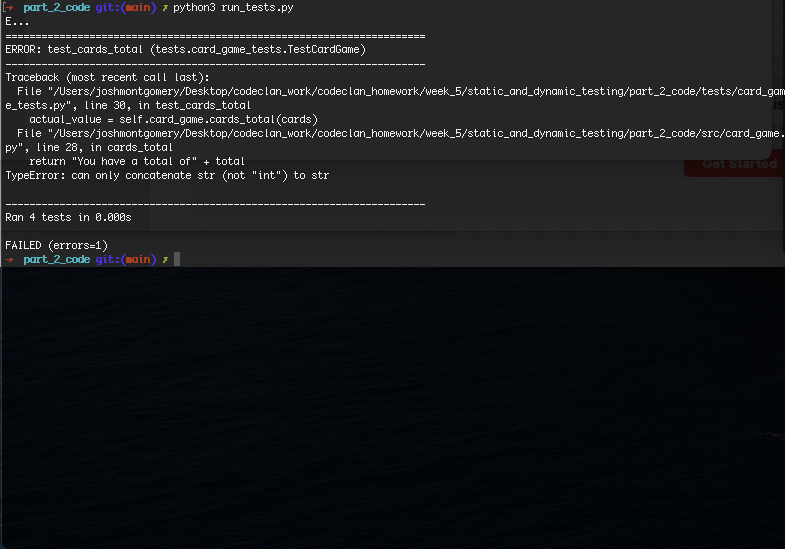 [→ part_2_code git:(main) ✗ python3 run_tests.py
E...
======================================================================
ERROR: test_cards_total (tests.card_game_tests.TestCardGame)
----------------------------------------------------------------------
Traceback (most recent call last):
  File "/Users/joshmontgomery/Desktop/codeclan_work/codeclan_homework/week_5/static_and_dynamic_testing/part_2_code/tests/card_gam
e_tests.py", line 30, in test_cards_total
    actual_value = self.card_game.cards_total(cards)
  File "/Users/joshmontgomery/Desktop/codeclan_work/codeclan_homework/week_5/static_and_dynamic_testing/part_2_code/src/card_game.
py", line 28, in cards_total
    return "You have a total of" + total
Get Started
TypeError: can only concatenate str (not "int") to str
----------------------------------------------------------------------
Ran 4 tests in 0.000s
FAILED (errors=1)
→ part_2_code git:(main) ✗